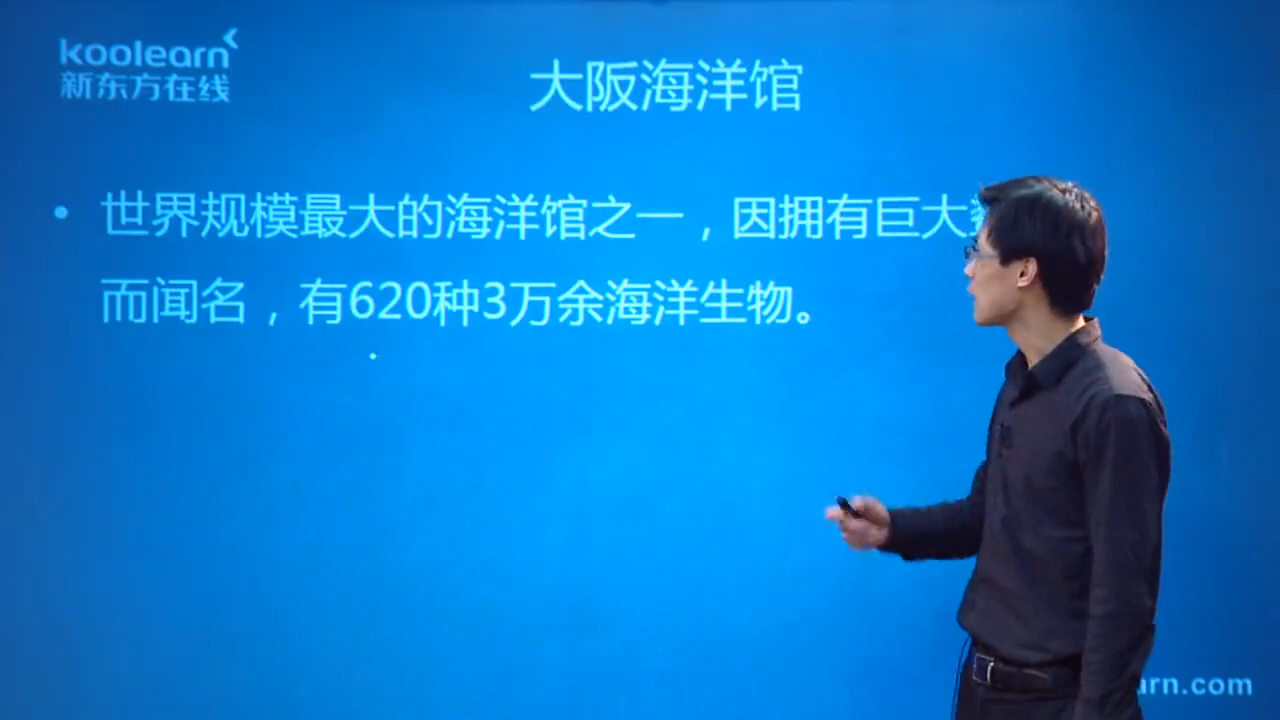 koolearn
新东方在线
大阪海洋馆
• 世界规模最大的海洋馆之一，因拥有巨大
而闻名，有620种3万余海洋生物。
rn.com